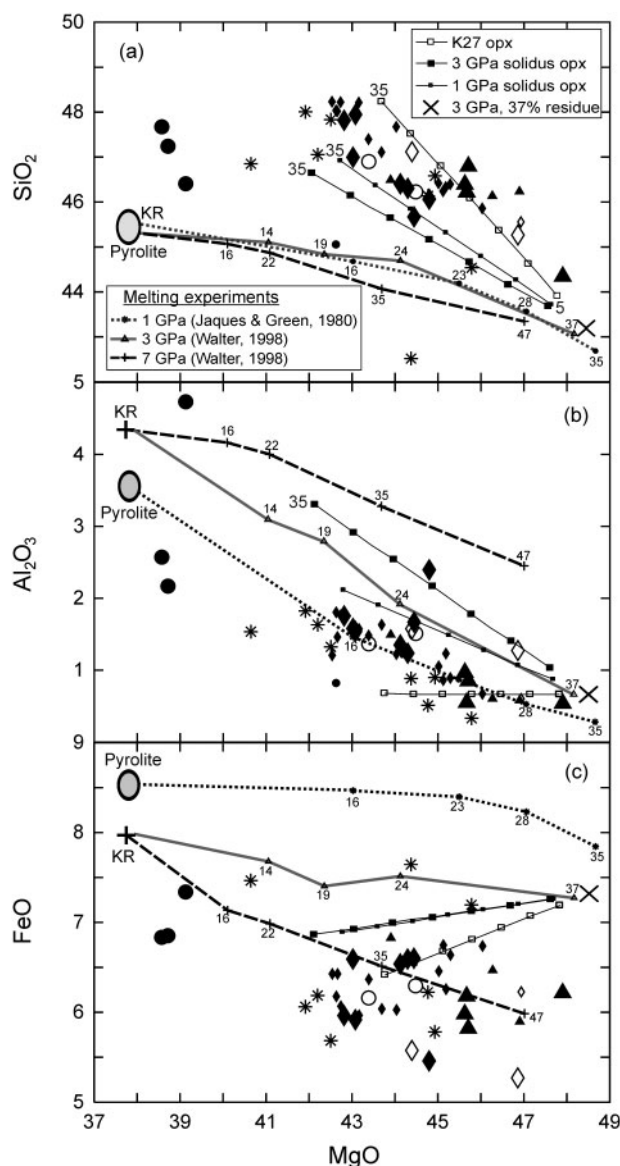 50
(a)
K27 opx
3 GPa solidus opx
1 GPa solidus opx
3 GPa, 37% residue
35
48
35
35
SiO2
46
KR
Pyrolite
14
19
24
16
22
16
23
5
44
35
28
37
47
35
Melting experiments
1 GPa (Jaques & Green, 1980)
3 GPa (Walter, 1998)
7 GPa (Walter, 1998)
5
(b)
KR
16
22
4
Pyrolite
14
35
35
Al2O3
3
19
47
24
2
16
1
37
28
35
9
Pyrolite
(c)
16
23
28
35
8
KR
14
19
24
37
FeO
7
16
22
35
6
47
5
37
39
41
43
45
47
49
MgO